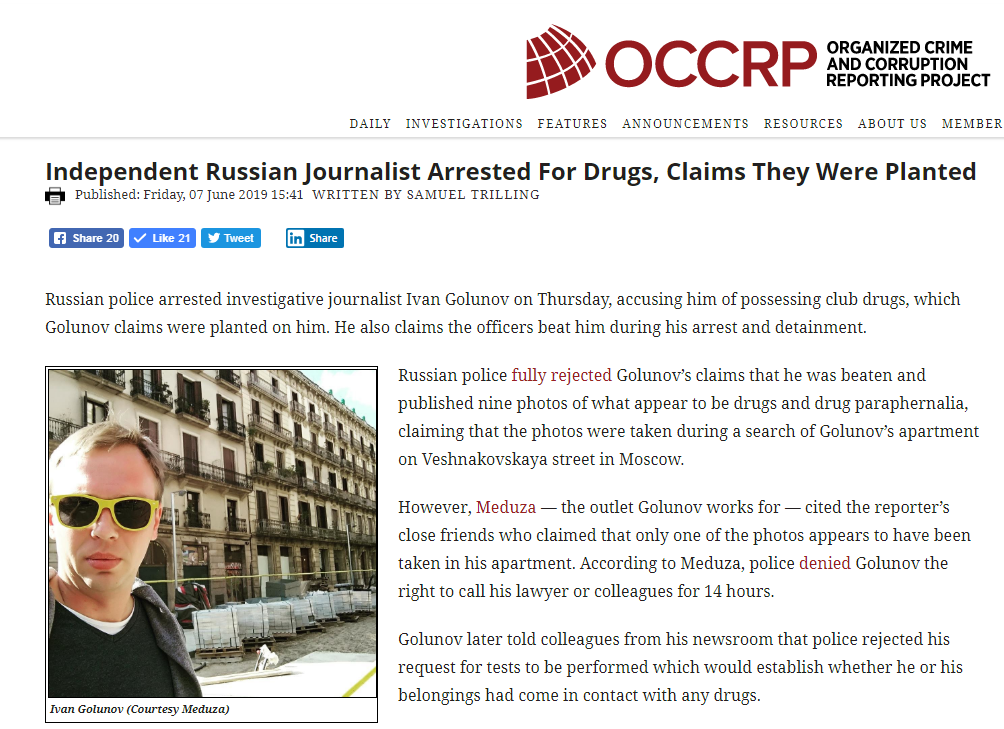 OCCRP
ORGANIZED CRIME
AND CORRUPTION
REPORTING PROJECT
DAILY INVESTIGATIONS FEATURES ANNOUNCEMENTS RESOURCES ABOUT US MEMBER
Independent Russian Journalist Arrested For Drugs, Claims They Were Planted
Published: Friday, 07 June 2019 15:41 WRITTEN BY SAMUEL TRILLING
Share 20 Like 21 Tweet in Share
Russian police arrested investigative journalist Ivan Golunov on Thursday, accusing him of possessing club drugs, which
Golunov claims were planted on him. He also claims the officers beat him during his arrest and detainment.
Russian police fully rejected Golunov’s claims that he was beaten and
published nine photos of what appear to be drugs and drug paraphernalia,
claiming that the photos were taken during a search of Golunov’s apartment
on Veshnakovskaya street in Moscow.
However, Meduza — the outlet Golunov works for — cited the reporter’s
close friends who claimed that only one of the photos appears to have been
taken in his apartment. According to Meduza, police denied Golunov the
right to call his lawyer or colleagues for 14 hours.
Golunov later told colleagues from his newsroom that police rejected his
request for tests to be performed which would establish whether he or his
belongings had come in contact with any drugs.
Ivan Golunov (Courtesy Meduza)